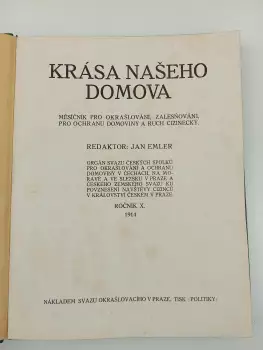 KRÁSA NAŠEHO
DOMOVA
MĚSÍČNÍK PRO OKRAŠLOVÁNÍ, ZALESŇOVÁNÍ,
PRO OCHRANU DOMOVINY A RUCH CIZINECKÝ.
REDAKTOR: JAN EMLER
ORGÁN SVAZU ČESKÝCH SPOLKŮ
PRO OKRAŠLOVÁNÍ A OCHRANU
DOMOVINY V ČECHÁCH, NA MO-
RAVĚ A VE SLEZSKU V PRAZE A
ČESKÉHO ZEMSKÉHO SVAZU KU
POVZNESENÍ NÁVŠTĚVY CIZINCŮ
V KRÁLOVSTVÍ ČESKÉM V PRAZE.
ROČNÍK X.
1914
NÁKLADEM SVAZU OKRAŠLOVACÍHO V PRAZE. TISK „POLITIKY“